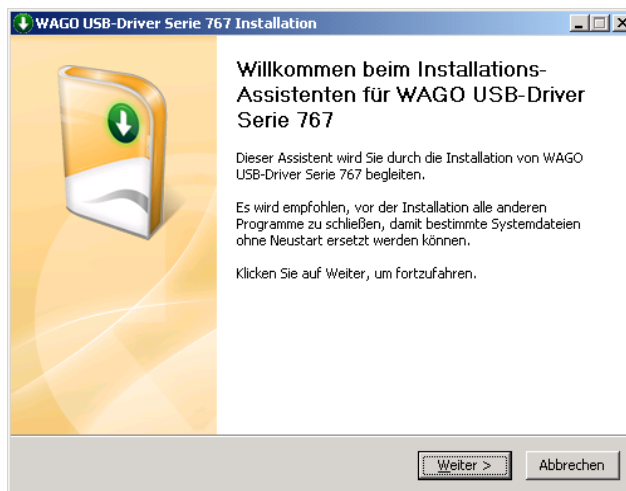 WAGO USB-Driver Serie 767 Installation
Willkommen beim Installations-
Assistenten für WAGO USB-Driver
Serie 767
Dieser Assistent wird Sie durch die Installation von WAGO
USB-Driver Serie 767 begleiten.
Es wird empfohlen, vor der Installation alle anderen
Programme zu schließen, damit bestimmte Systemdateien
ohne Neustart ersetzt werden können.
Klicken Sie auf Weiter, um fortzufahren.
Weiter >
Abbrechen